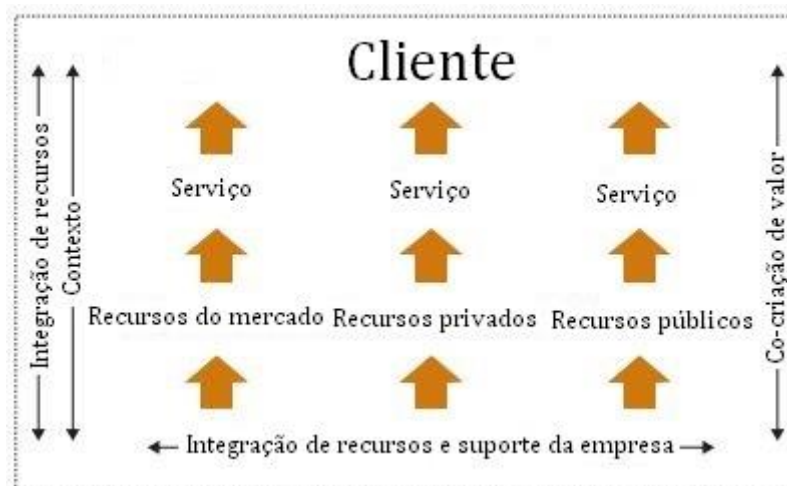 Cliente
Serviço
Serviço
Serviço
Recursos do mercado
Recursos privados
Recursos públicos
Integração de recursos e suporte da empresa
Integração de recursos
Contexto
Co-criação de valor